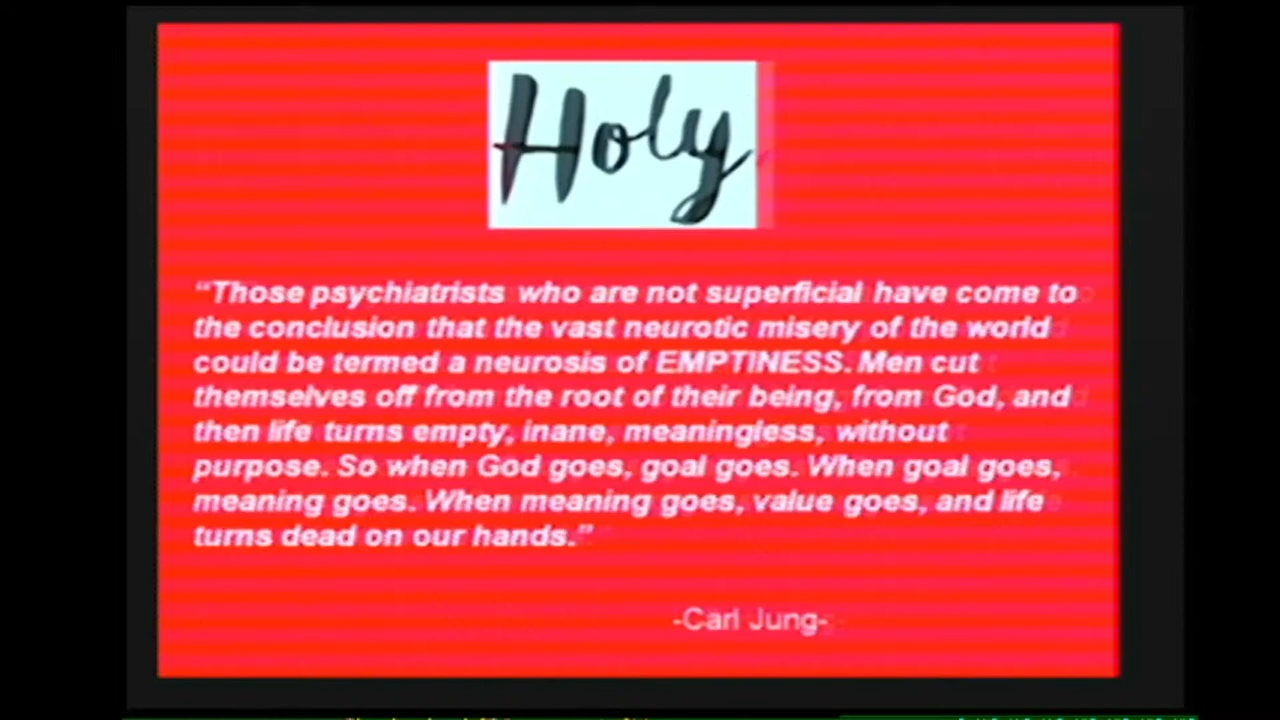 Holy
“Those psychiatrists who are not superficial have come to
the conclusion that the vast neurotic misery of the world
could be termed a neurosis of EMPTINESS. Men cut
themselves off from the root of their being, from God, and
then life turns empty, inane, meaningless, without
purpose. So when God goes, goal goes. When goal goes,
meaning goes. When meaning goes, value goes, and life
turns dead on our hands.”
-Carl Jung-